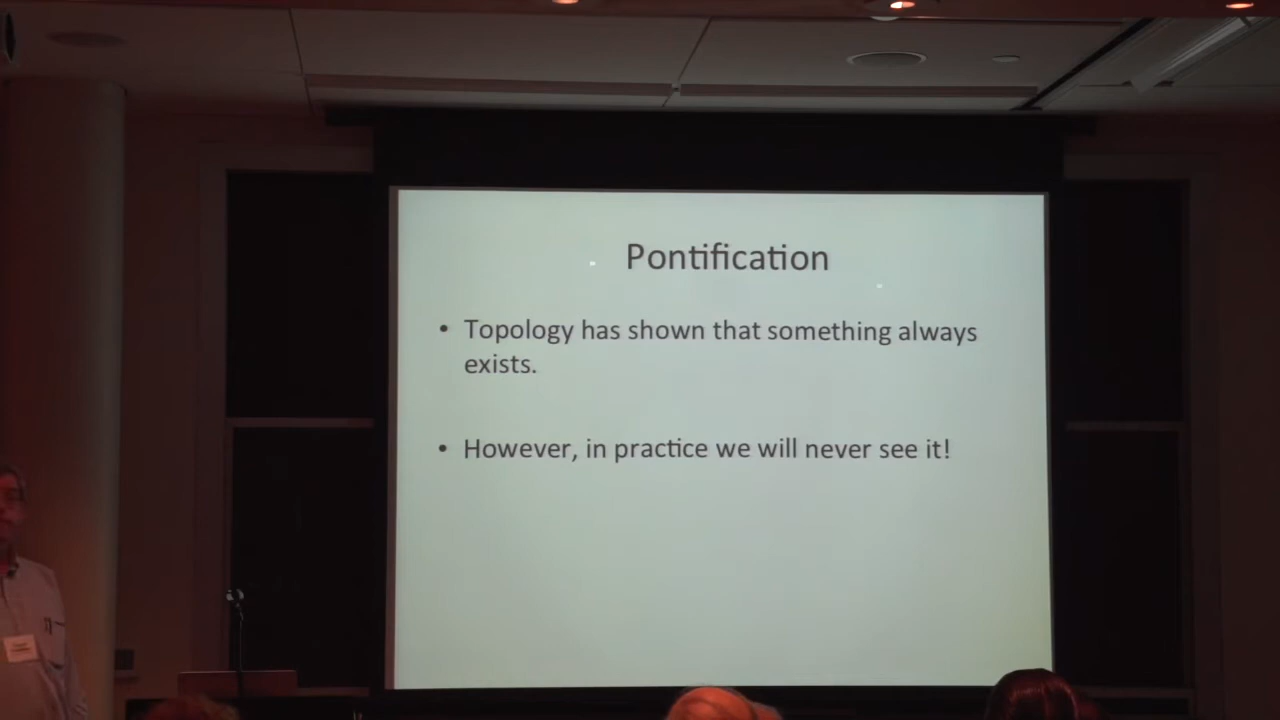 Pontification
• Topology has shown that something always
exists.
• However, in practice we will never see it!